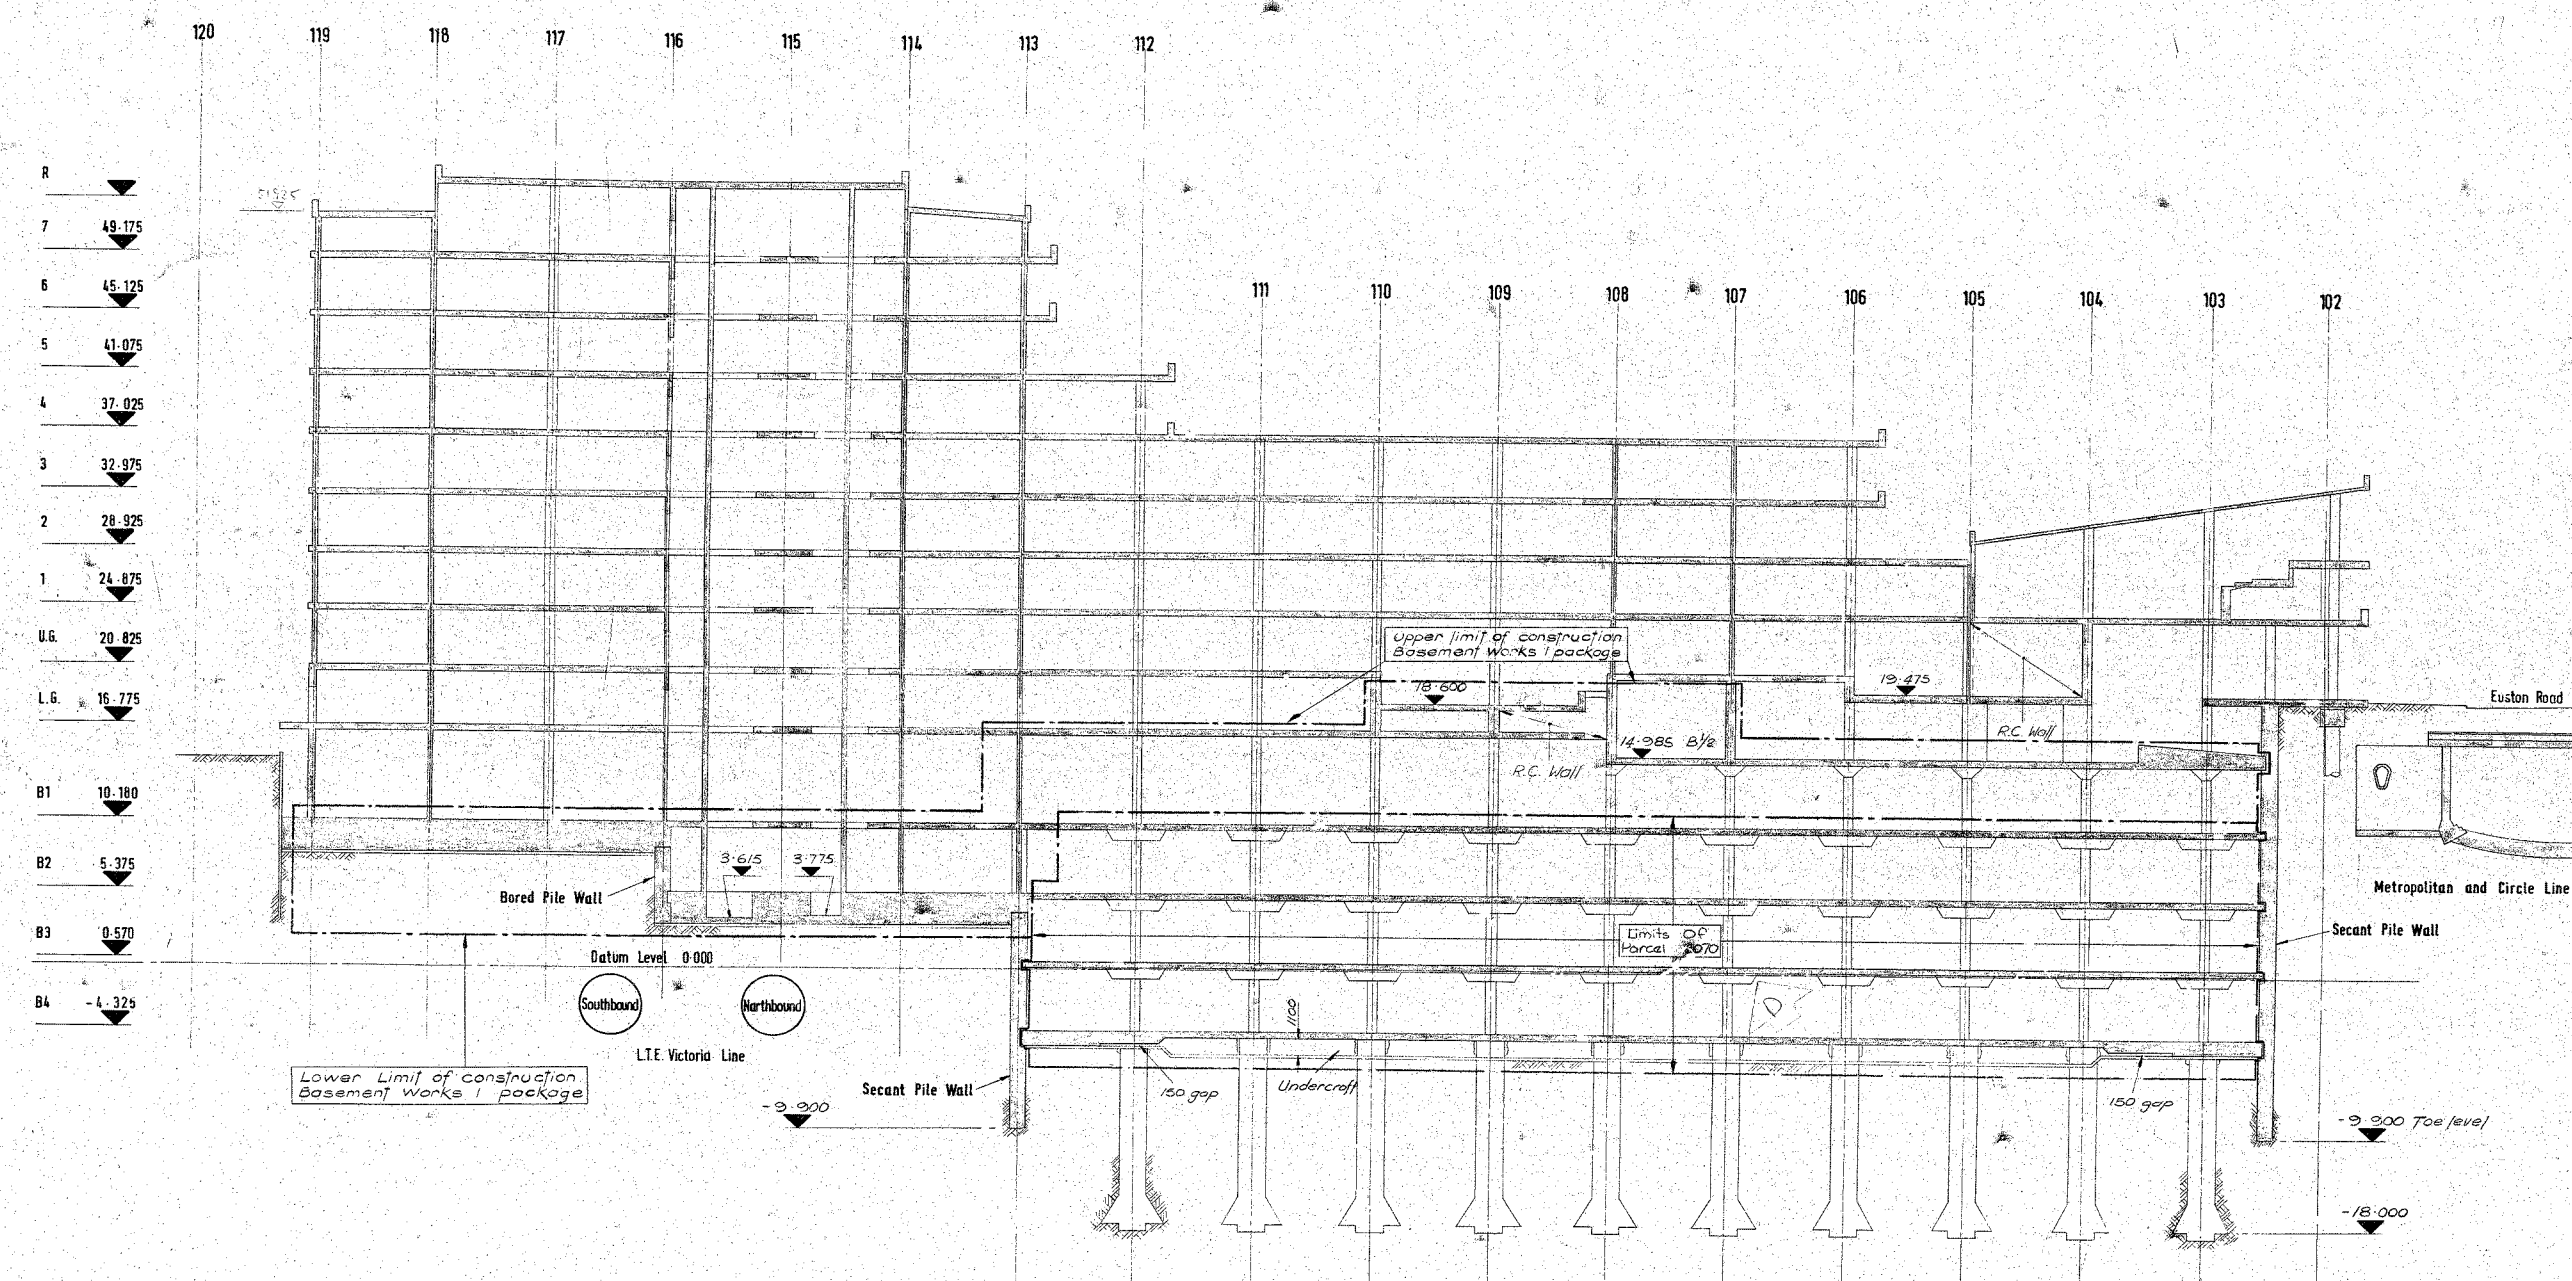 120 119 118 117 116 115 114 113 112
111 110 109 108 107 106 105 104 103 102
R
7 49·175
6 45·125
5 41·075
4 37·025
3 32·975
2 28·925
1 24·875
U.G. 20·825
L.G. 16·775
B1 10·180
B2 5·375
B3 0·570
B4 -4·325
Upper limit of construction
Basement Works 1 package
18·600
19·475
14·985 B1/2
R.C. Wall
R.C. Wall
Euston Road
Metropolitan and Circle Line
Secant Pile Wall
3·615
3·775
Bored Pile Wall
Limits Of
Parcel
Datum Level 0·000
Southbound
Northbound
L.T.E. Victoria Line
Lower Limit of construction
Basement Works 1 package
Secant Pile Wall
-9·900
150 gap
1100
Undercroft
D
150 gap
-9·900 Toe level
-18·000